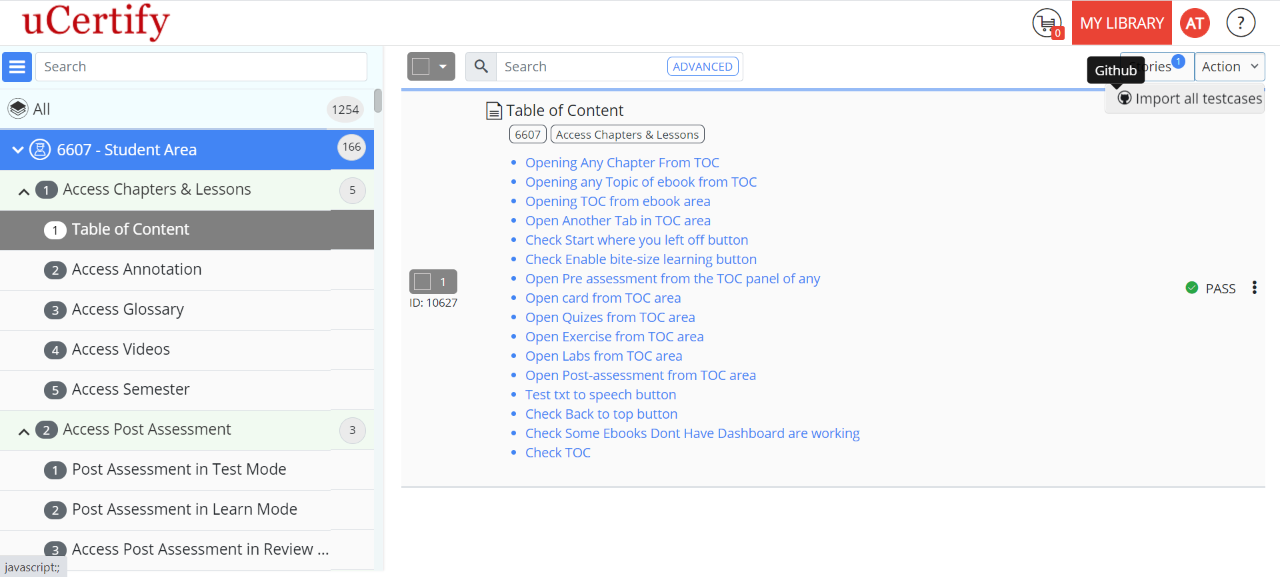 uCertify
0
MY LIBRARY
AT
?
Search
Search
ADVANCED
ories
1
Action
Github
Import all testcases
All
1254
6607 - Student Area
166
1 Access Chapters & Lessons
5
1 Table of Content
2 Access Annotation
3 Access Glossary
4 Access Videos
5 Access Semester
2 Access Post Assessment
3
1 Post Assessment in Test Mode
2 Post Assessment in Learn Mode
3 Access Post Assessment in Review ...
javascript:;
Table of Content
6607 Access Chapters & Lessons
Opening Any Chapter From TOC
Opening any Topic of ebook from TOC
Opening TOC from ebook area
Open Another Tab in TOC area
Check Start where you left off button
Check Enable bite-size learning button
Open Pre assessment from the TOC panel of any
Open card from TOC area
Open Quizes from TOC area
Open Exercise from TOC area
Open Labs from TOC area
Open Post-assessment from TOC area
Test txt to speech button
Check Back to top button
Check Some Ebooks Dont Have Dashboard are working
Check TOC
1
ID: 10627
PASS